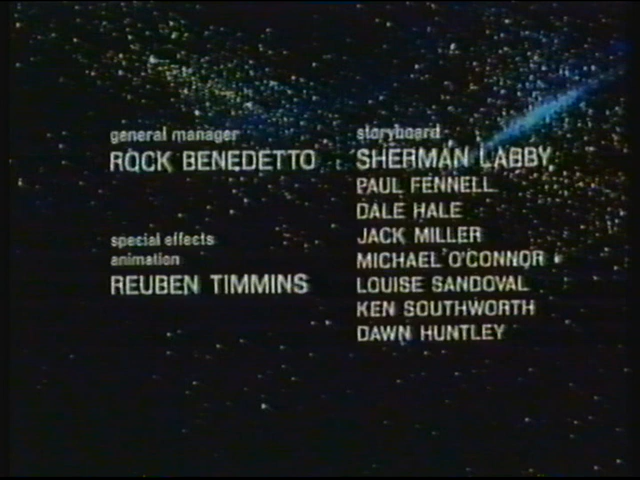 general manager
ROCK BENEDETTO
special effects
animation
REUBEN TIMMINS
storyboard
SHERMAN LABBY
PAUL FENNELL
DALE HALE
JACK MILLER
MICHAEL O'CONNOR
LOUISE SANDOVAL
KEN SOUTHWORTH
DAWN HUNTLEY